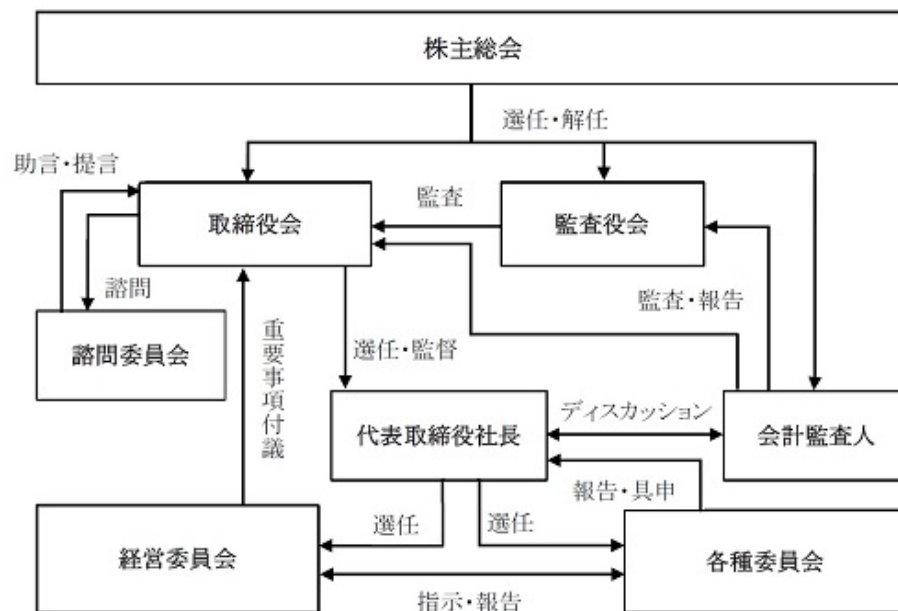 株主総会
選任・解任
助言・提言
取締役会
監査
監査役会
諮問
監査・報告
諮問委員会
重要事項付議
選任・監督
代表取締役社長
ディスカッション
会計監査人
報告・具申
選任
選任
経営委員会
各種委員会
指示・報告